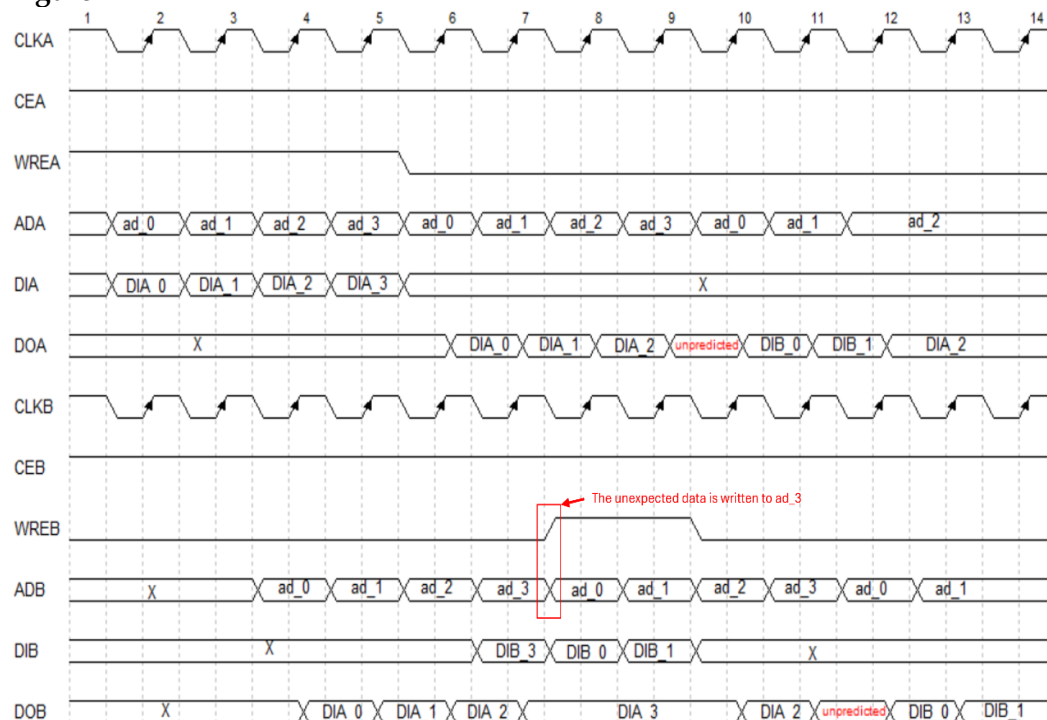 1 2 3 4 5 6 7 8 9 10 11 12 13 14
CLKA
CEA
WREA
ADA ad_0 ad_1 ad_2 ad_3 ad_0 ad_1 ad_2 ad_3 ad_0 ad_1 ad_2
DIA DIA_0 DIA_1 DIA_2 DIA_3 X
DOA X DIA_0 DIA_1 DIA_2 unpredicted DIB_0 DIB_1 DIA_2
CLKB
CEB
The unexpected data is written to ad_3
WREB
ADB X ad_0 ad_1 ad_2 ad_3 ad_0 ad_1 ad_2 ad_3 ad_0 ad_1
DIB X DIB_3 DIB_0 DIB_1 X
DOB X DIA_0 DIA_1 DIA_2 DIA_3 DIA_2 unpredicted DIB_0 DIB_1